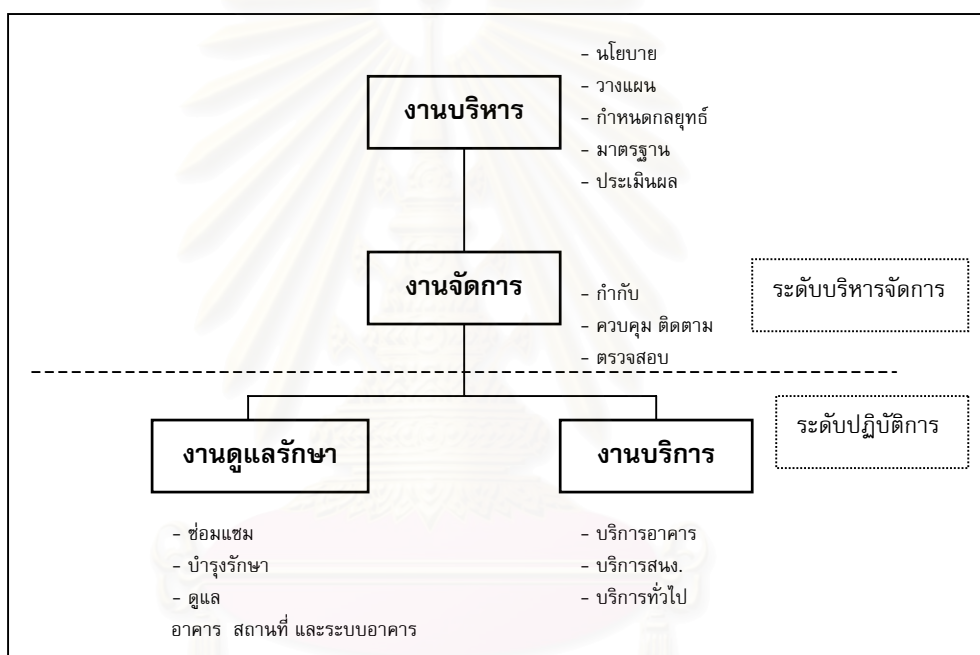 - นโยบาย
- วางแผน
งานบริหาร
- กำหนดกลยุทธ์
- มาตรฐาน
- ประเมินผล
งานจัดการ
- กำกับ
- ควบคุม ติดตาม
- ตรวจสอบ
ระดับบริหารจัดการ
ระดับปฏิบัติการ
งานดูแลรักษา
งานบริการ
- ซ่อมแซม
- บำรุงรักษา
- ดูแล
อาคาร สถานที่ และระบบอาคาร
- บริการอาคาร
- บริการสนง.
- บริการทั่วไป